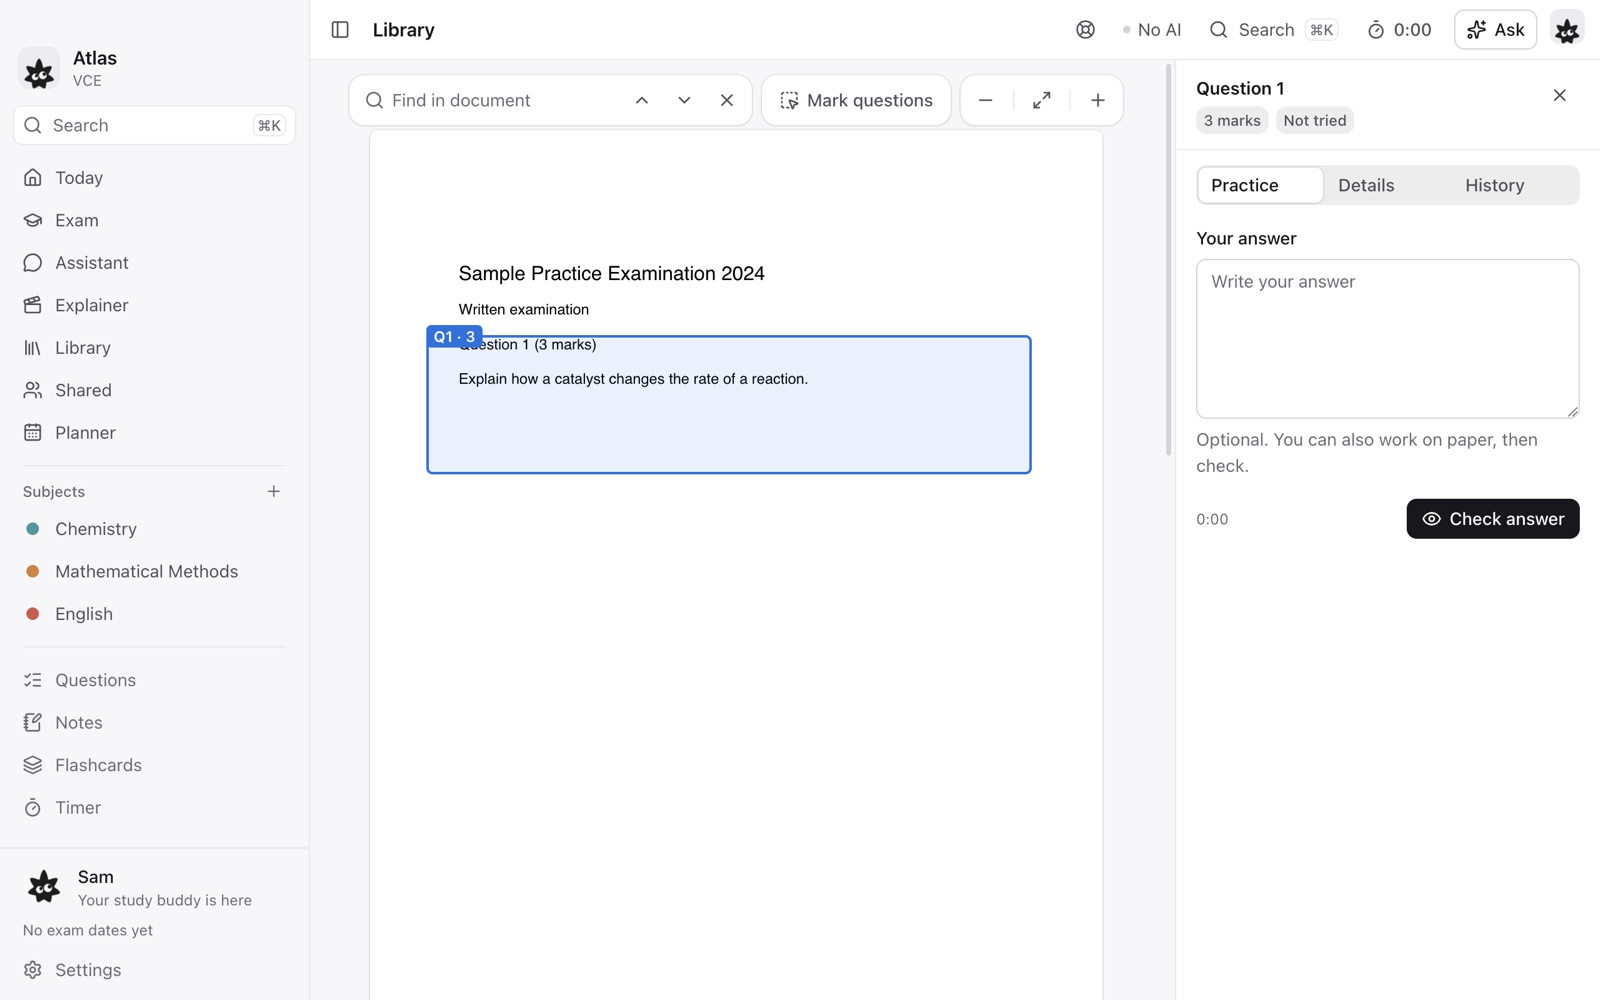 Atlas
VCE
Search ⌘K
Today
Exam
Assistant
Explainer
Library
Shared
Planner
Subjects
Chemistry
Mathematical Methods
English
Questions
Notes
Flashcards
Timer
Sam
Your study buddy is here
No exam dates yet
Settings
Library
No AI
Search ⌘K
0:00
Ask
Find in document
Mark questions
Sample Practice Examination 2024
Written examination
Q1 · 3
Question 1 (3 marks)
Explain how a catalyst changes the rate of a reaction.
Question 1
3 marks Not tried
Practice Details History
Your answer
Write your answer
Optional. You can also work on paper, then
check.
0:00 Check answer